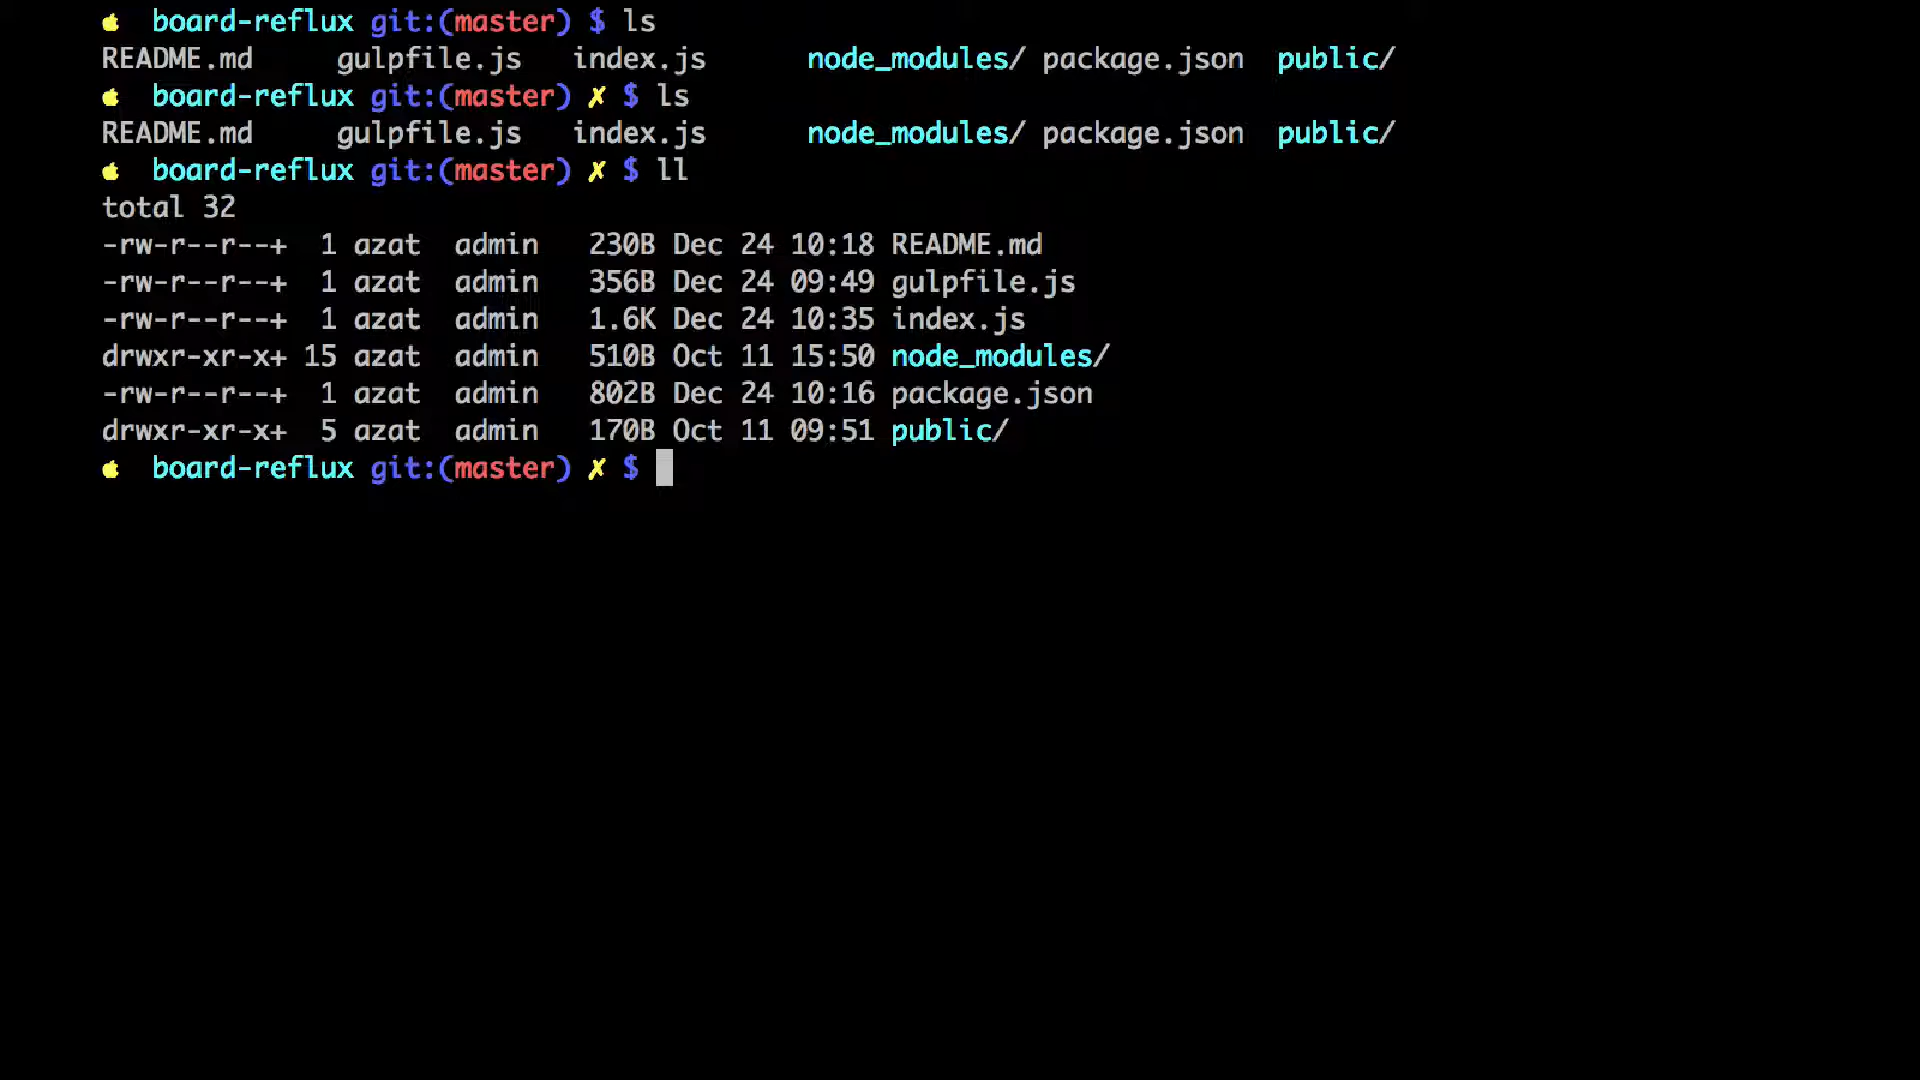 board-reflux git:(master) $ ls
README.md gulpfile.js index.js node_modules/ package.json public/
board-reflux git:(master) ✗ $ ls
README.md gulpfile.js index.js node_modules/ package.json public/
board-reflux git:(master) ✗ $ ll
total 32
-rw-r--r--+ 1 azat admin 230B Dec 24 10:18 README.md
-rw-r--r--+ 1 azat admin 356B Dec 24 09:49 gulpfile.js
-rw-r--r--+ 1 azat admin 1.6K Dec 24 10:35 index.js
drwxr-xr-x+ 15 azat admin 510B Oct 11 15:50 node_modules/
-rw-r--r--+ 1 azat admin 802B Dec 24 10:16 package.json
drwxr-xr-x+ 5 azat admin 170B Oct 11 09:51 public/
board-reflux git:(master) ✗ $